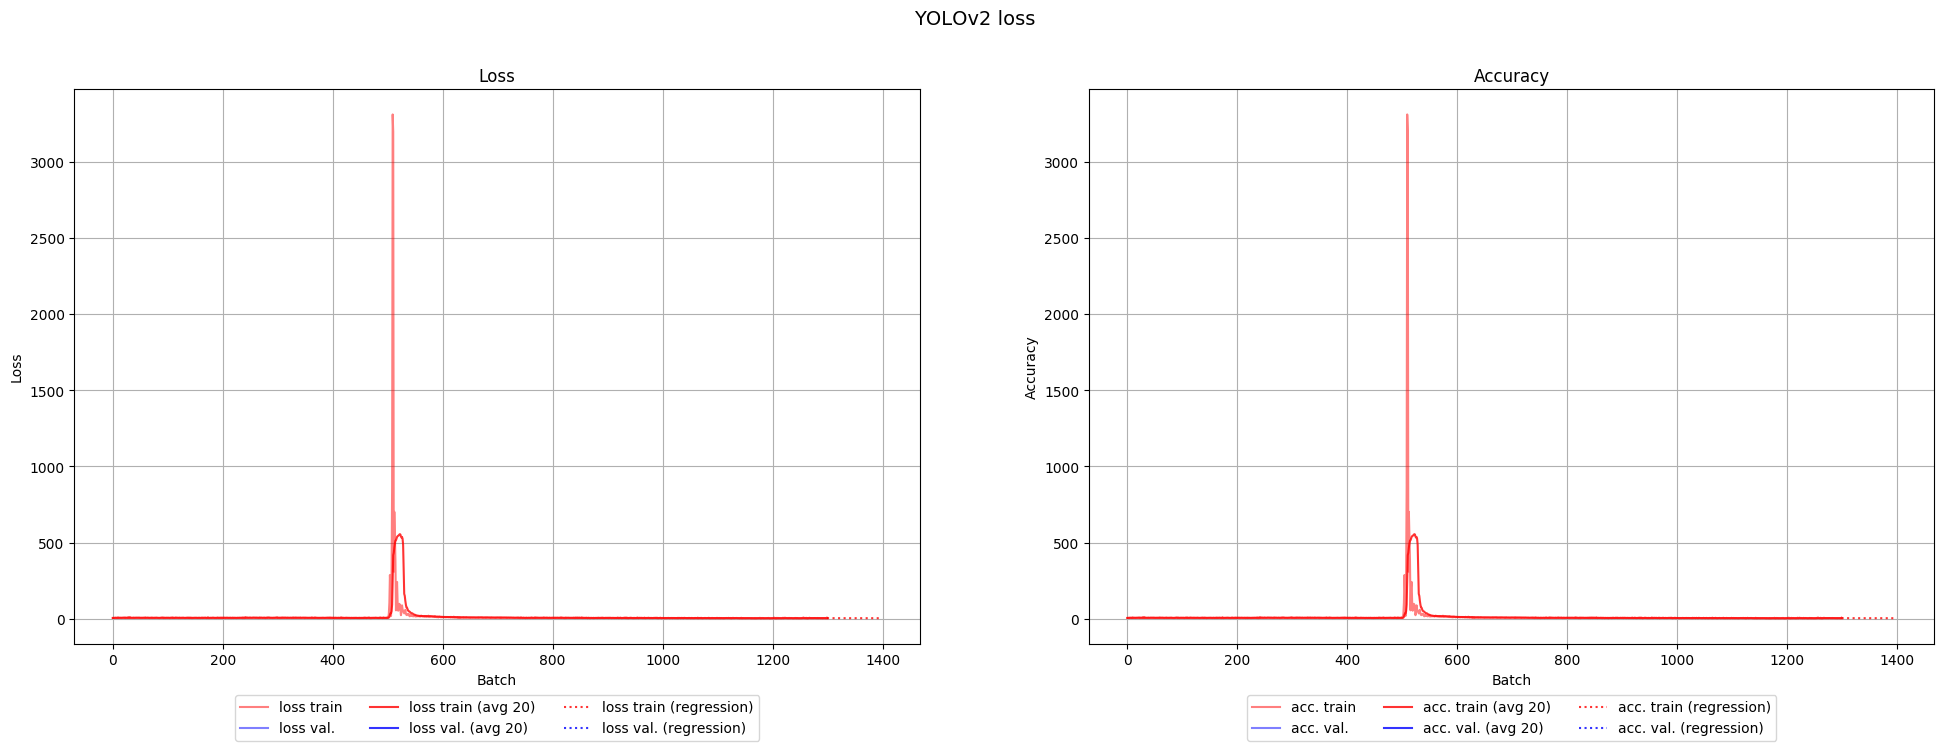 YOLOv2 loss
Loss
Loss
3000
2500
2000
1500
1000
500
0
0 200 400 600 800 1000 1200 1400
Batch
loss train loss train (avg 20) loss train (regression)
loss val. loss val. (avg 20) loss val. (regression)
Accuracy
Accuracy
3000
2500
2000
1500
1000
500
0
0 200 400 600 800 1000 1200 1400
Batch
acc. train acc. train (avg 20) acc. train (regression)
acc. val. acc. val. (avg 20) acc. val. (regression)